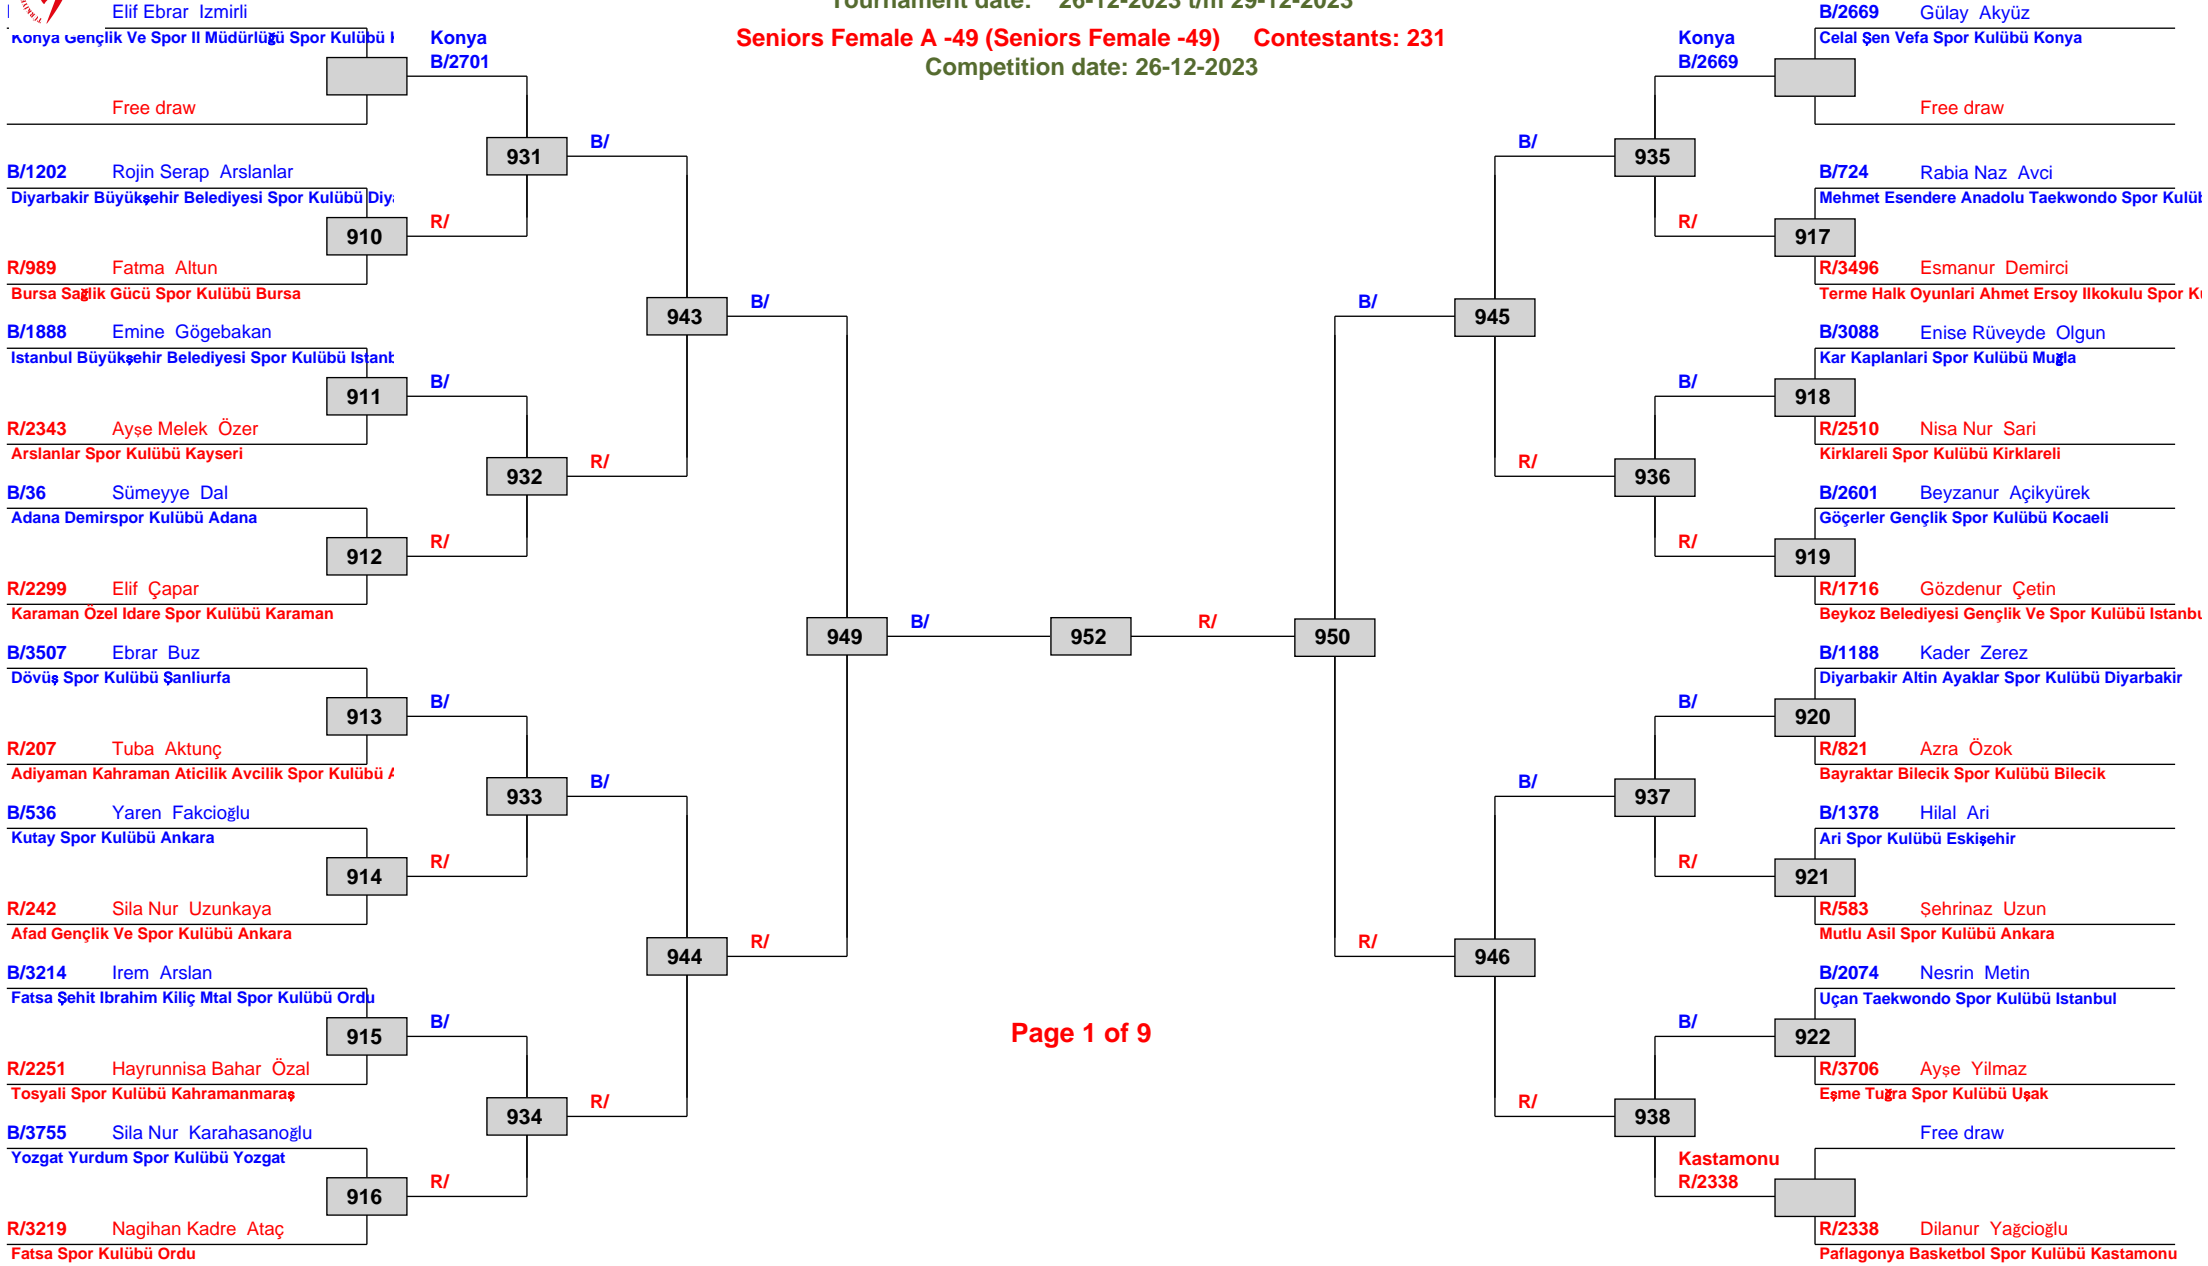 Tournament date: 26-12-2023 t/m 29-12-2023
Seniors Female A -49 (Seniors Female -49) Contestants: 231
Competition date: 26-12-2023
Elif Ebrar Izmirli
Konya Gençlik Ve Spor Il Müdürlüğü Spor Kulübü
Free draw
Konya
B/2701
B/1202 Rojin Serap Arslanlar
Diyarbakir Büyükşehir Belediyesi Spor Kulübü
910
R/989 Fatma Altun
Bursa Sağlik Gücü Spor Kulübü Bursa
931
B/
R/
B/1888 Emine Gögebakan
Istanbul Büyükşehir Belediyesi Spor Kulübü
911
R/2343 Ayşe Melek Özer
Arslanlar Spor Kulübü Kayseri
B/36 Sümeyye Dal
Adana Demirspor Kulübü Adana
912
R/2299 Elif Çapar
Karaman Özel Idare Spor Kulübü Karaman
B/
932
R/
R/
943
B/
B/3507 Ebrar Buz
Dövüş Spor Kulübü Şanliurfa
913
R/207 Tuba Aktunç
Adiyaman Kahraman Aticilik Avcilik Spor Kulübü
B/536 Yaren Fakcioğlu
Kutay Spor Kulübü Ankara
914
R/242 Sila Nur Uzunkaya
Afad Gençlik Ve Spor Kulübü Ankara
B/
933
B/
R/
B/3214 Irem Arslan
Fatsa Şehit Ibrahim Kiliç Mtal Spor Kulübü Ordu
915
R/2251 Hayrunnisa Bahar Özal
Tosyali Spor Kulübü Kahramanmaraş
B/3755 Sila Nur Karahasanoğlu
Yozgat Yurdum Spor Kulübü Yozgat
916
R/3219 Nagihan Kadre Ataç
Fatsa Spor Kulübü Ordu
B/
934
R/
R/
944
R/
949
B/
952
R/
950
Page 1 of 9
B/
945
B/
R/
R/
946
B/
R/
Konya
B/2669
935
R/
B/
936
R/
B/
937
R/
B/
938
Kastamonu
R/2338
B/2669 Gülay Akyüz
Celal Şen Vefa Spor Kulübü Konya
Free draw
B/724 Rabia Naz Avci
Mehmet Esendere Anadolu Taekwondo Spor
917
R/3496 Esmanur Demirci
Terme Halk Oyunlari Ahmet Ersoy Ilkokulu Spor
B/3088 Enise Rüveyde Olgun
Kar Kaplanlari Spor Kulübü Muğla
918
R/2510 Nisa Nur Sari
Kirklareli Spor Kulübü Kirklareli
B/2601 Beyzanur Açikyürek
Göçerler Gençlik Spor Kulübü Kocaeli
919
R/1716 Gözdenur Çetin
Beykoz Belediyesi Gençlik Ve Spor Kulübü
B/1188 Kader Zerez
Diyarbakir Altin Ayaklar Spor Kulübü Diyarbakir
920
R/821 Azra Özok
Bayraktar Bilecik Spor Kulübü Bilecik
B/1378 Hilal Ari
Ari Spor Kulübü Eskişehir
921
R/583 Şehrinaz Uzun
Mutlu Asil Spor Kulübü Ankara
B/2074 Nesrin Metin
Uçan Taekwondo Spor Kulübü Istanbul
922
R/3706 Ayşe Yilmaz
Eşme Tuğra Spor Kulübü Uşak
Free draw
R/2338 Dilanur Yağcioğlu
Paflagonya Basketbol Spor Kulübü Kastamonu